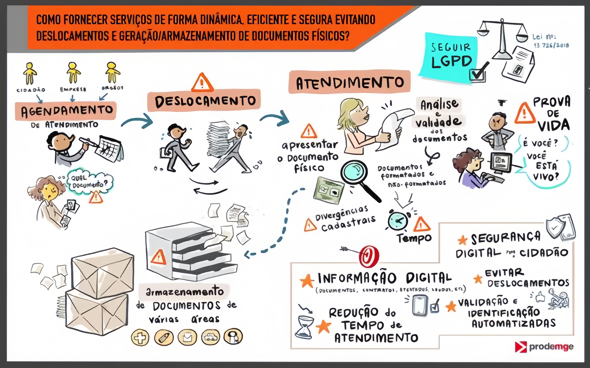 COMO FORNECER SERVIÇOS DE FORMA DINÂMICA, EFICIENTE E SEGURA EVITANDO
DESLOCAMENTOS E GERAÇÃO/ARMAZENAMENTO DE DOCUMENTOS FÍSICOS?
CIDADÃO
EMPRESA
ÓRGÃOS
AGENDAMENTO
DE ATENDIMENTO
QUAL
DOCUMENTO?
DESLOCAMENTO
ATENDIMENTO
apresentar
o DOCUMENTO
FÍSICO
Análise
e
validade
dos
documentos
DOCUMENTOS
FORMATADOS e
não-formatados
Divergências
cadastrais
TEMPO
SEGUIR
LGPD
Lei nº:
13.726/2018
PROVA
DE
VIDA
É VOCÊ?
VOCÊ
ESTÁ
VIVO?
armazenamento
DE DOCUMENTOS DE
várias áreas
INFORMAÇÃO DIGITAL
(DOCUMENTOS, CONTRATOS, ATESTADOS, LAUDOS, ETC)
REDUÇÃO do
TEMPO DE
ATENDIMENTO
SEGURANÇA
DIGITAL PARA CIDADÃO
EVITAR
DESLOCAMENTOS
VALIDAÇÃO e
IDENTIFICAÇÃO
AUTOMATIZADAS
prodemge